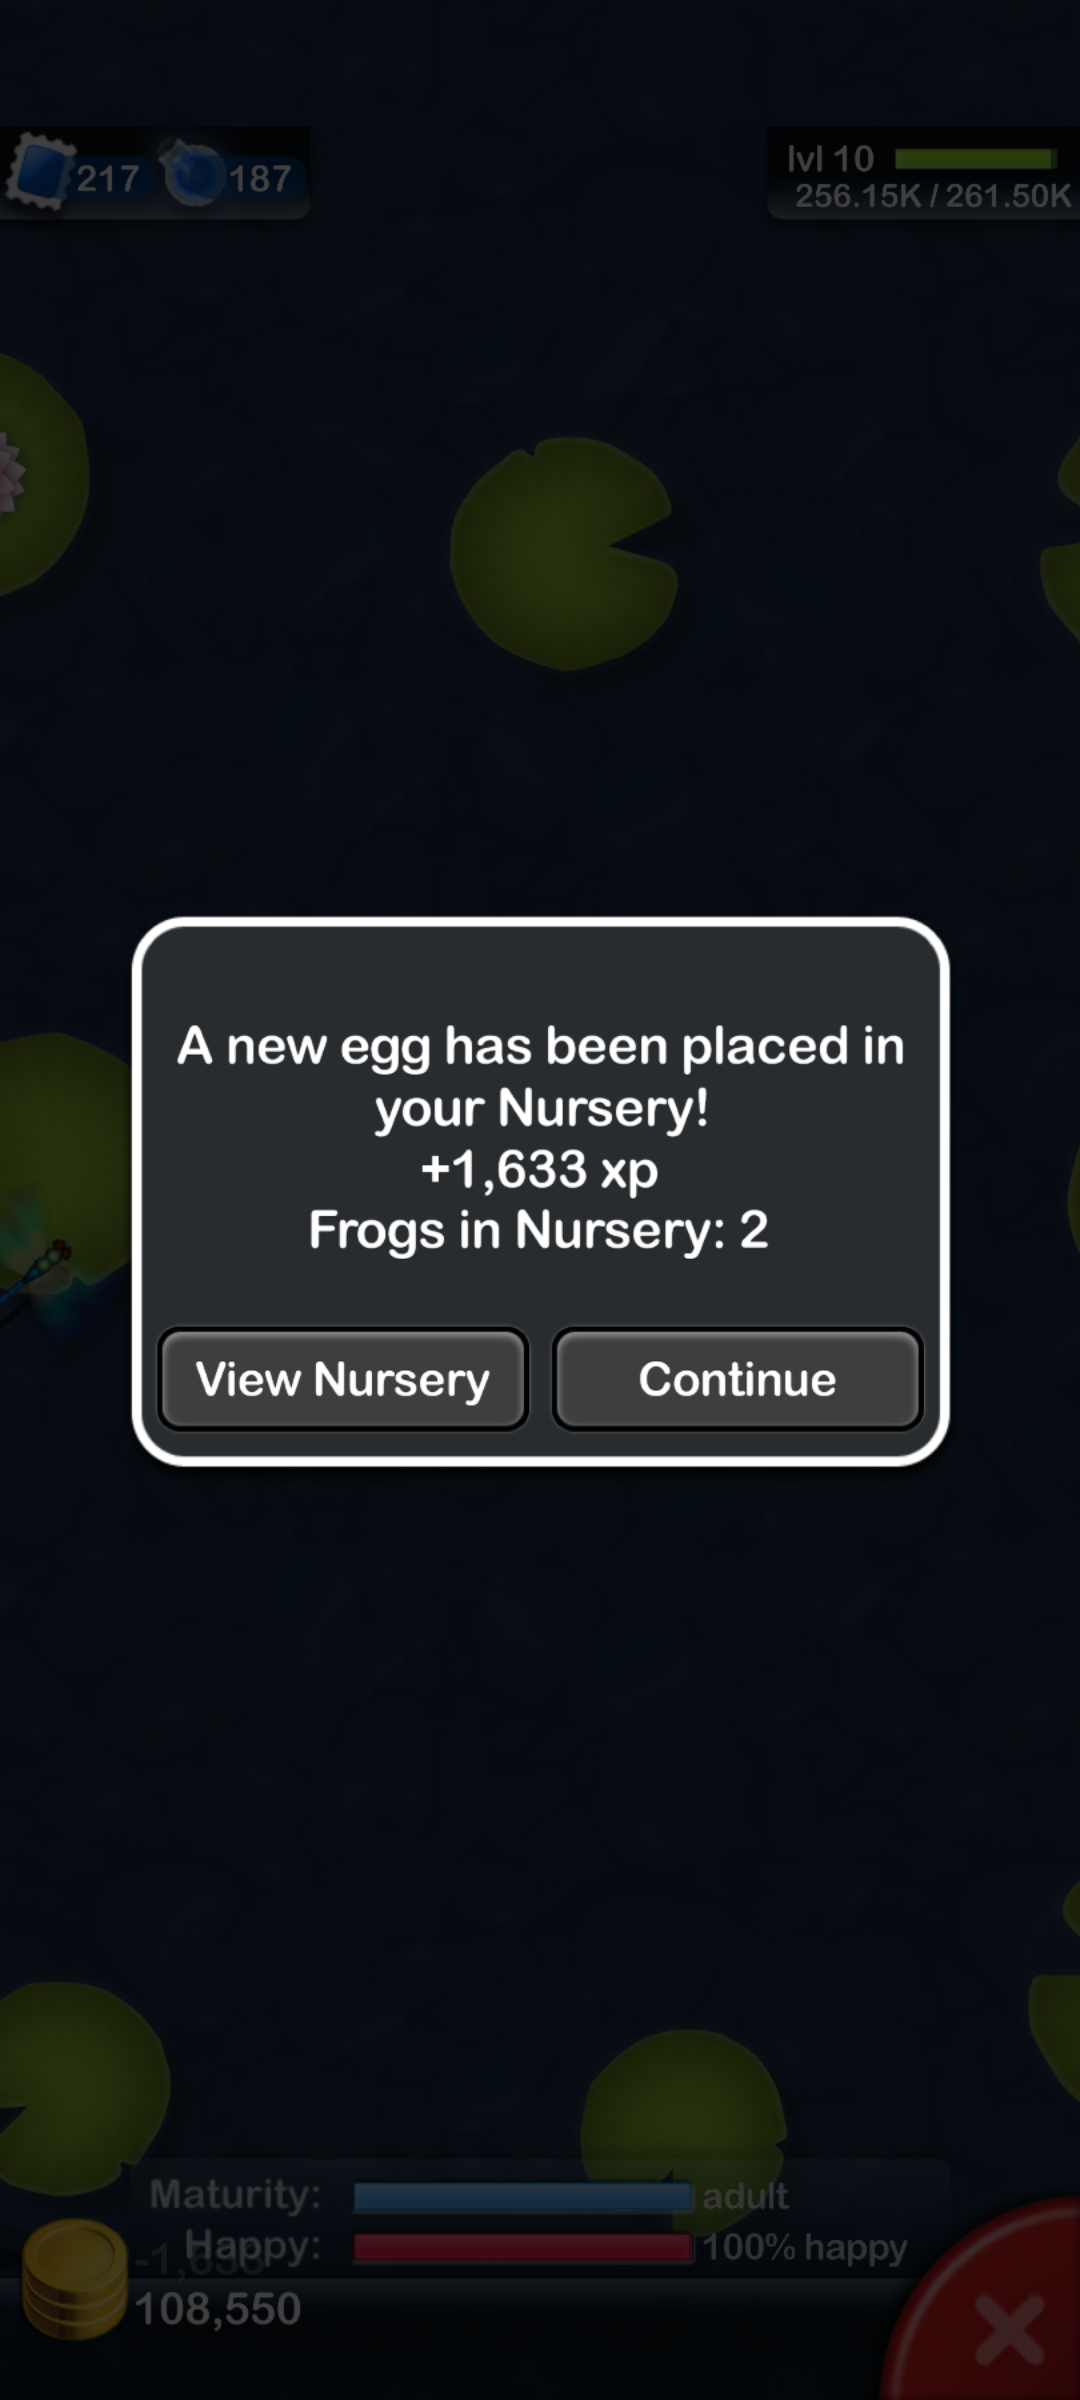 217 187
lvl 10
256.15K / 261.50K
A new egg has been placed in
your Nursery!
+1,633 xp
Frogs in Nursery: 2
View Nursery Continue
Maturity: adult
Happy: 100% happy
108,550